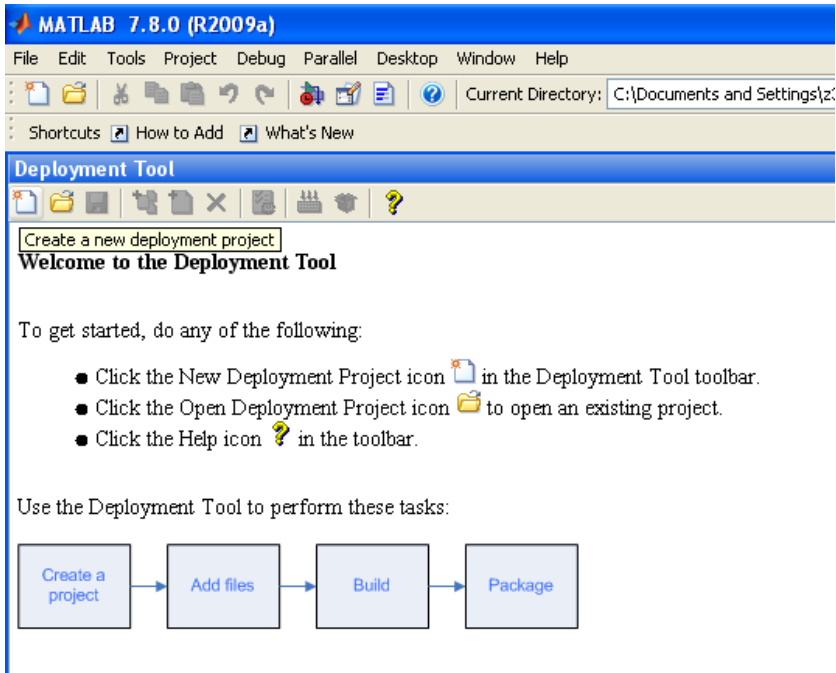 MATLAB 7.8.0 (R2009a)
File Edit Tools Project Debug Parallel Desktop Window Help
Current Directory: C:\Documents and Settings\z3
Shortcuts How to Add What's New
Deployment Tool
Create a new deployment project
Welcome to the Deployment Tool
To get started, do any of the following:
Click the New Deployment Project icon in the Deployment Tool toolbar.
Click the Open Deployment Project icon to open an existing project.
Click the Help icon ? in the toolbar.
Use the Deployment Tool to perform these tasks:
Create a
project
Add files
Build
Package